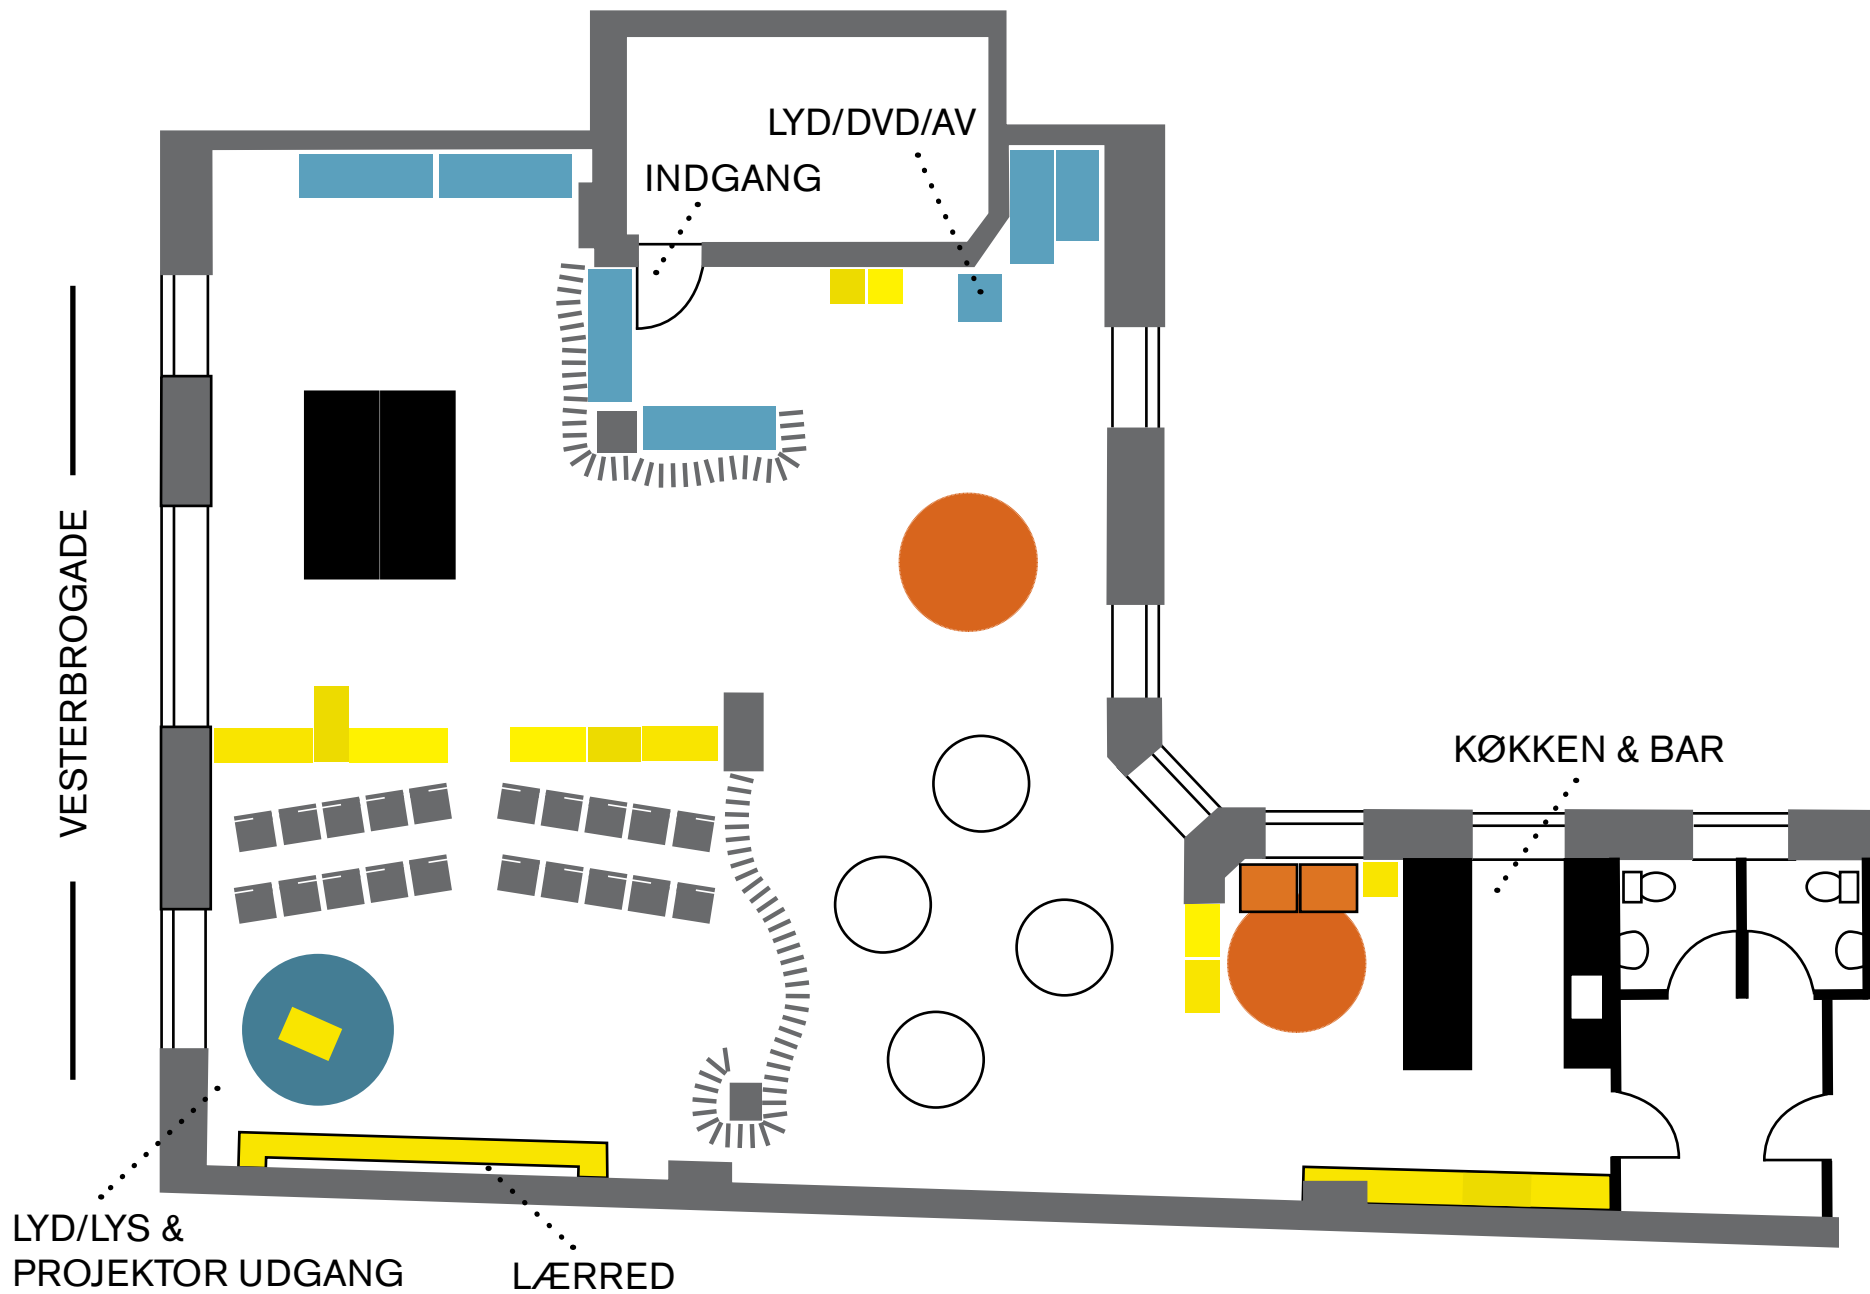 LYD/DVD/AV
INDGANG
VESTERBROGADE
KØKKEN & BAR
LYD/LYS &
PROJEKTOR UDGANG
LÆRRED